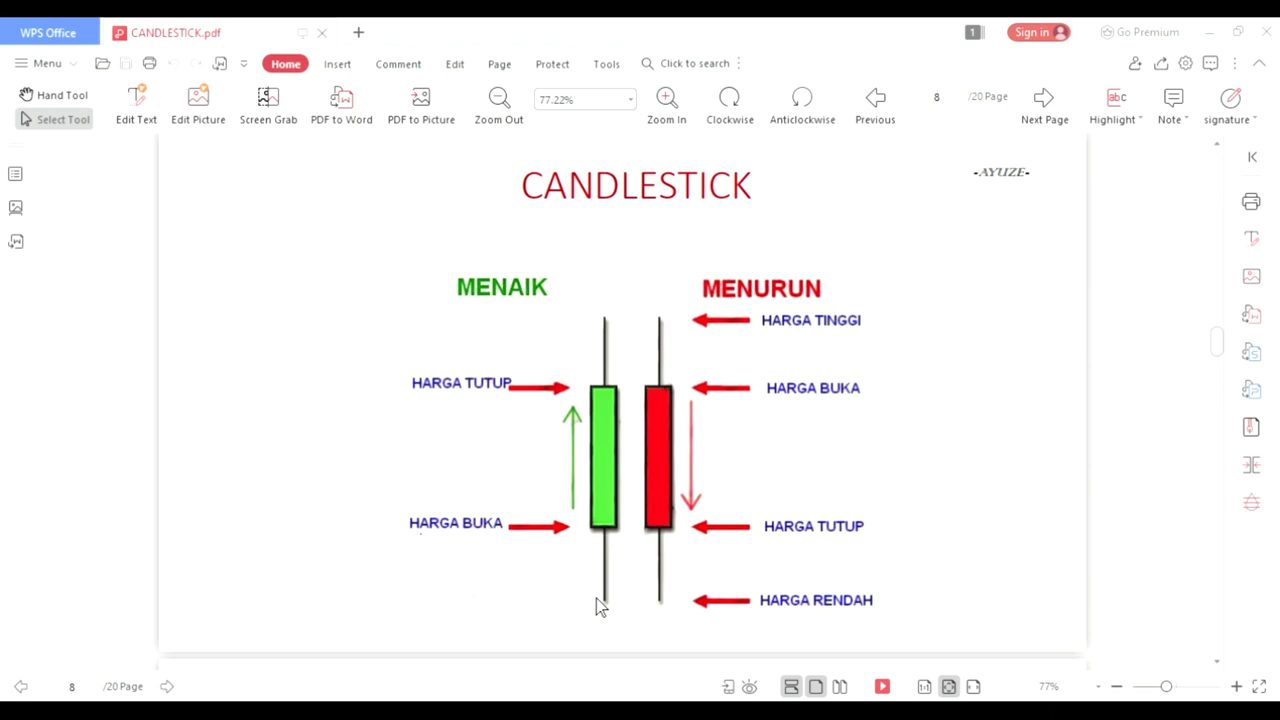 WPS Office
CANDLESTICK.pdf
1
Sign in
Go Premium
Menu
Home
Insert
Comment
Edit
Page
Protect
Tools
Click to search
Hand Tool
Select Tool
Edit Text
Edit Picture
Screen Grab
PDF to Word
PDF to Picture
Zoom Out
77.22%
Zoom In
Clockwise
Anticlockwise
Previous
8 /20 Page
Next Page
Highlight
Note
signature
CANDLESTICK
-AYUZE-
MENAIK
MENURUN
HARGA TINGGI
HARGA TUTUP
HARGA BUKA
HARGA BUKA
HARGA TUTUP
HARGA RENDAH
8 /20 Page
77%